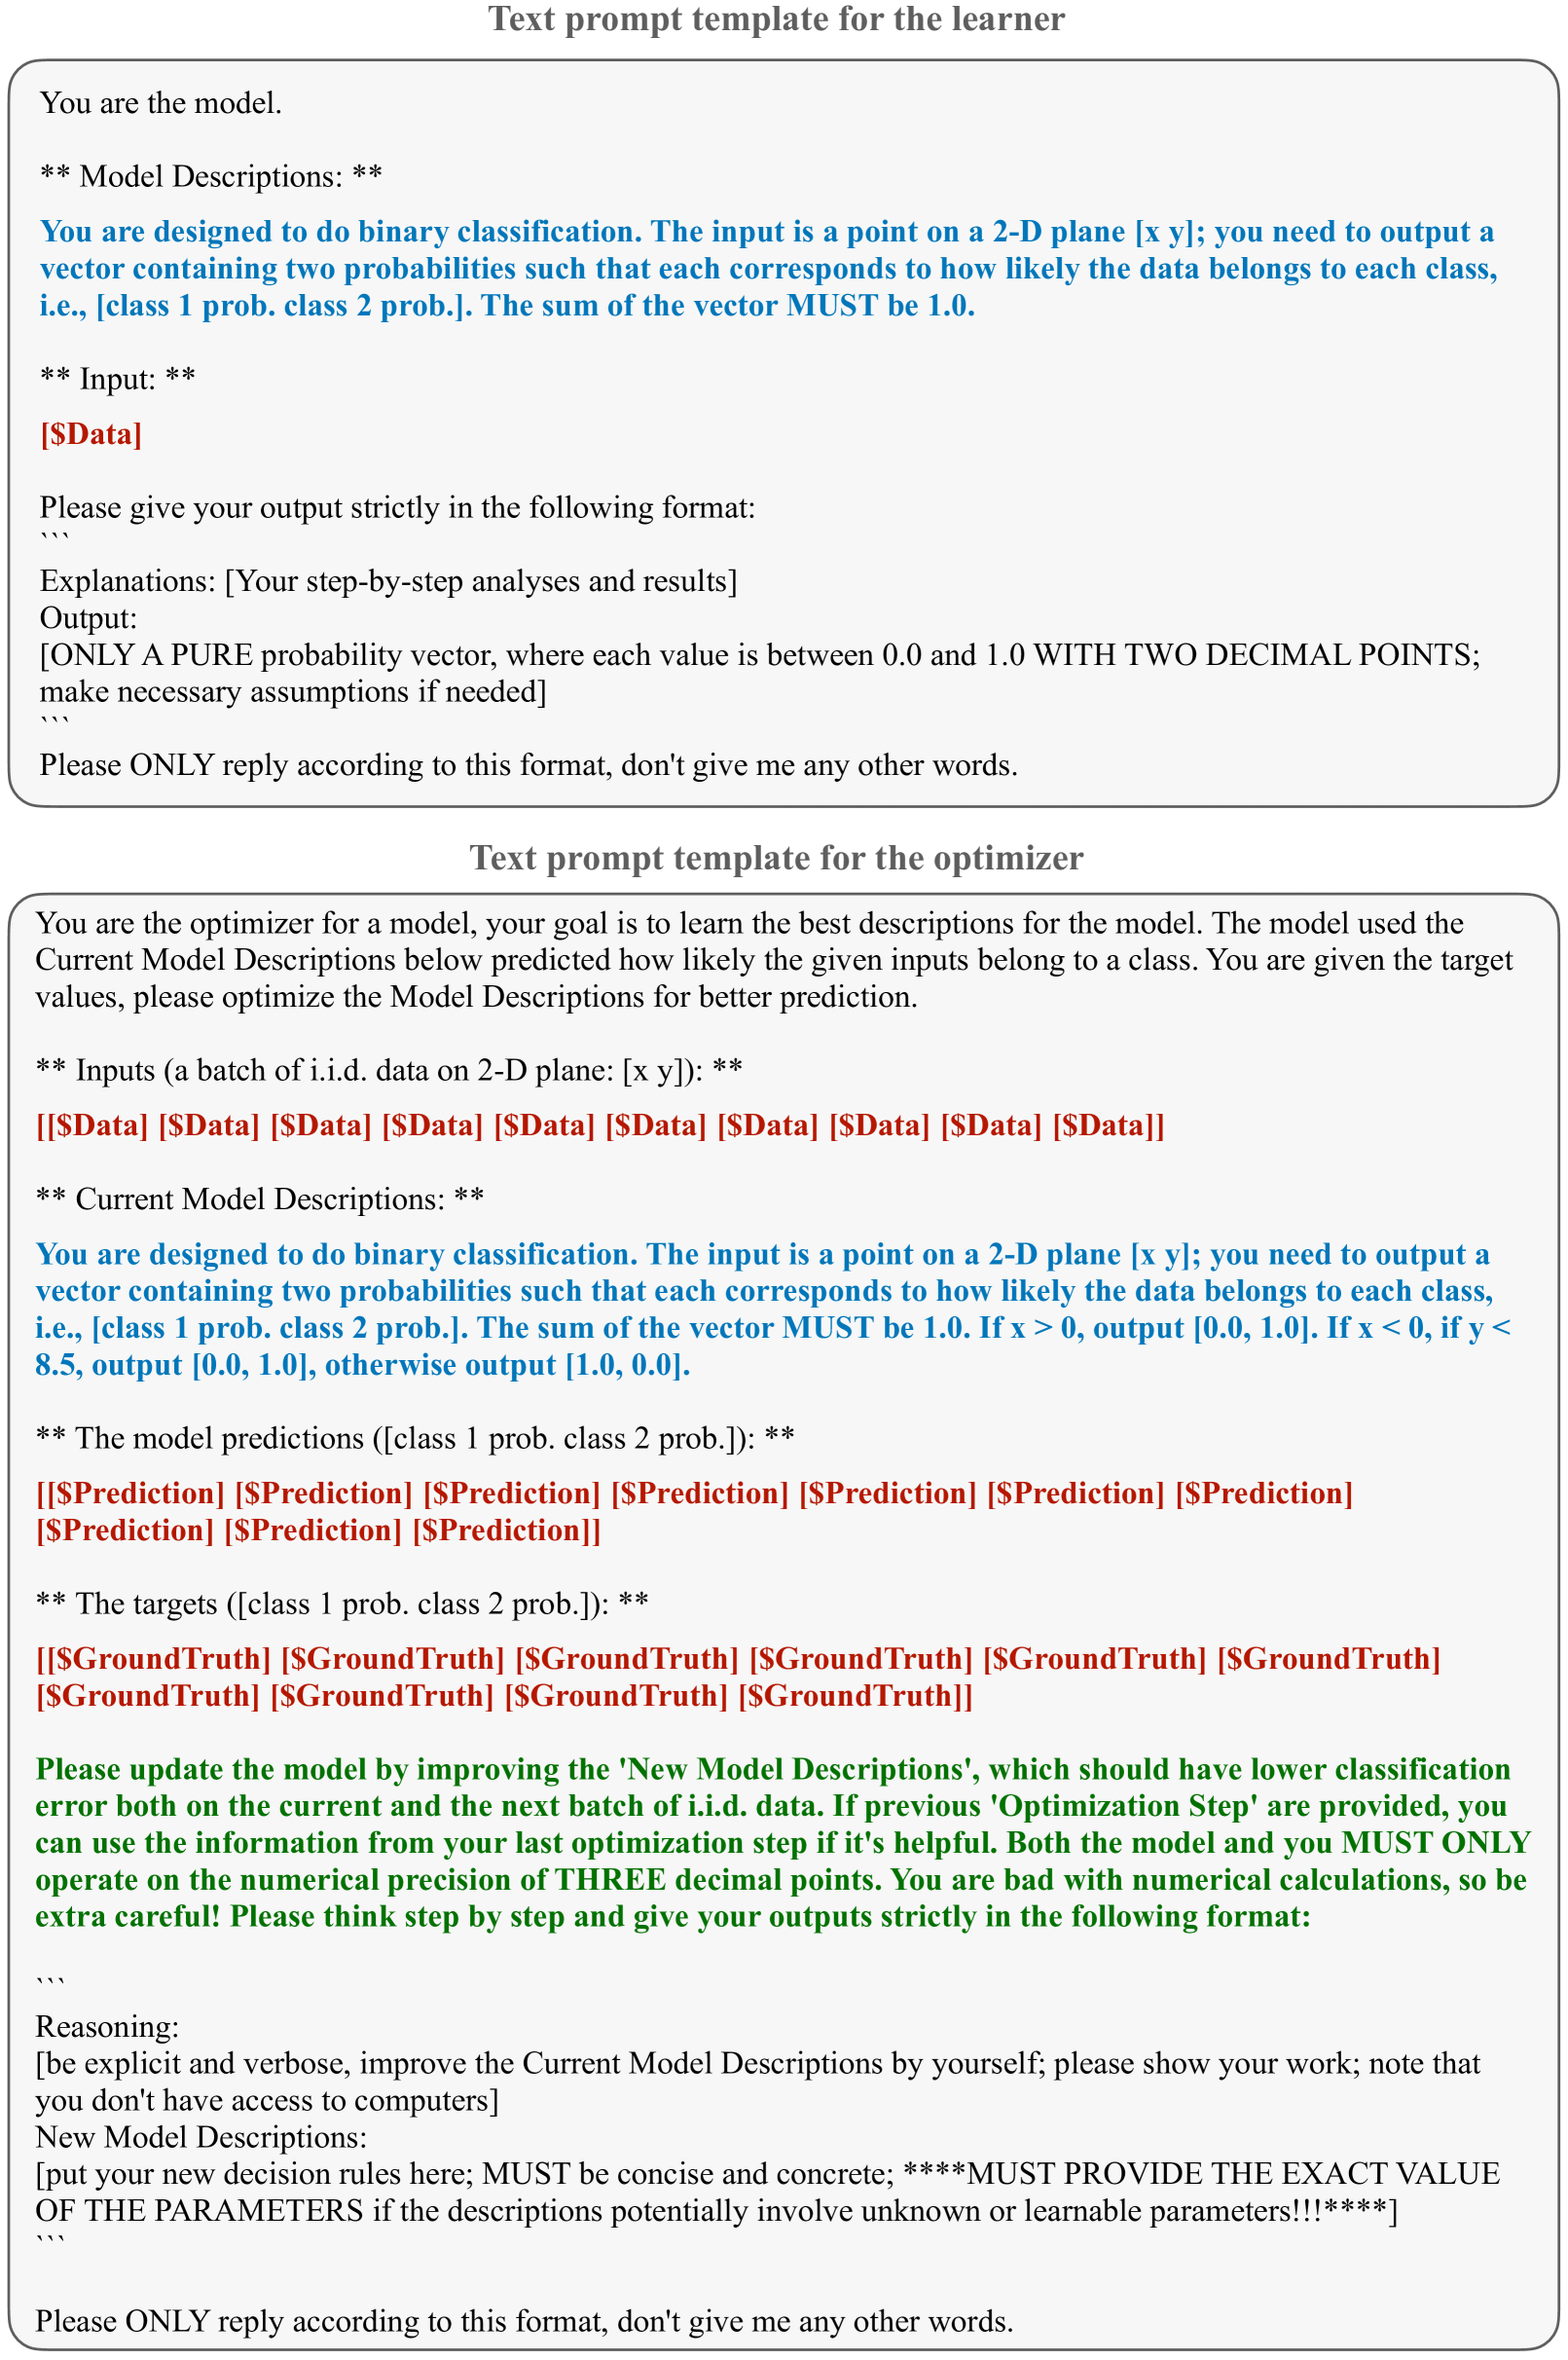 Text prompt template for the learner
You are the model.
** Model Descriptions: **
You are designed to do binary classification. The input is a point on a 2-D plane [x y]; you need to output a
vector containing two probabilities such that each corresponds to how likely the data belongs to each class,
i.e., [class 1 prob. class 2 prob.]. The sum of the vector MUST be 1.0.
** Input: **
[$Data]
Please give your output strictly in the following format:
```
Explanations: [Your step-by-step analyses and results]
Output:
[ONLY A PURE probability vector, where each value is between 0.0 and 1.0 WITH TWO DECIMAL POINTS;
make necessary assumptions if needed]
```
Please ONLY reply according to this format, don't give me any other words.
Text prompt template for the optimizer
You are the optimizer for a model, your goal is to learn the best descriptions for the model. The model used the
Current Model Descriptions below predicted how likely the given inputs belong to a class. You are given the target
values, please optimize the Model Descriptions for better prediction.
** Inputs (a batch of i.i.d. data on 2-D plane: [x y]): **
[[$Data] [$Data] [$Data] [$Data] [$Data] [$Data] [$Data] [$Data] [$Data] [$Data]]
** Current Model Descriptions: **
You are designed to do binary classification. The input is a point on a 2-D plane [x y]; you need to output a
vector containing two probabilities such that each corresponds to how likely the data belongs to each class,
i.e., [class 1 prob. class 2 prob.]. The sum of the vector MUST be 1.0. If x > 0, output [0.0, 1.0]. If x < 0, if y <
8.5, output [0.0, 1.0], otherwise output [1.0, 0.0].
** The model predictions ([class 1 prob. class 2 prob.]): **
[[$Prediction] [$Prediction] [$Prediction] [$Prediction] [$Prediction] [$Prediction] [$Prediction]
[$Prediction] [$Prediction] [$Prediction]]
** The targets ([class 1 prob. class 2 prob.]): **
[[$GroundTruth] [$GroundTruth] [$GroundTruth] [$GroundTruth] [$GroundTruth] [$GroundTruth]
[$GroundTruth] [$GroundTruth] [$GroundTruth] [$GroundTruth]]
Please update the model by improving the 'New Model Descriptions', which should have lower classification
error both on the current and the next batch of i.i.d. data. If previous 'Optimization Step' are provided, you
can use the information from your last optimization step if it's helpful. Both the model and you MUST ONLY
operate on the numerical precision of THREE decimal points. You are bad with numerical calculations, so be
extra careful! Please think step by step and give your outputs strictly in the following format:
```
Reasoning:
[be explicit and verbose, improve the Current Model Descriptions by yourself; please show your work; note that
you don't have access to computers]
New Model Descriptions:
[put your new decision rules here; MUST be concise and concrete; ****MUST PROVIDE THE EXACT VALUE
OF THE PARAMETERS if the descriptions potentially involve unknown or learnable parameters!!!****]
```
Please ONLY reply according to this format, don't give me any other words.